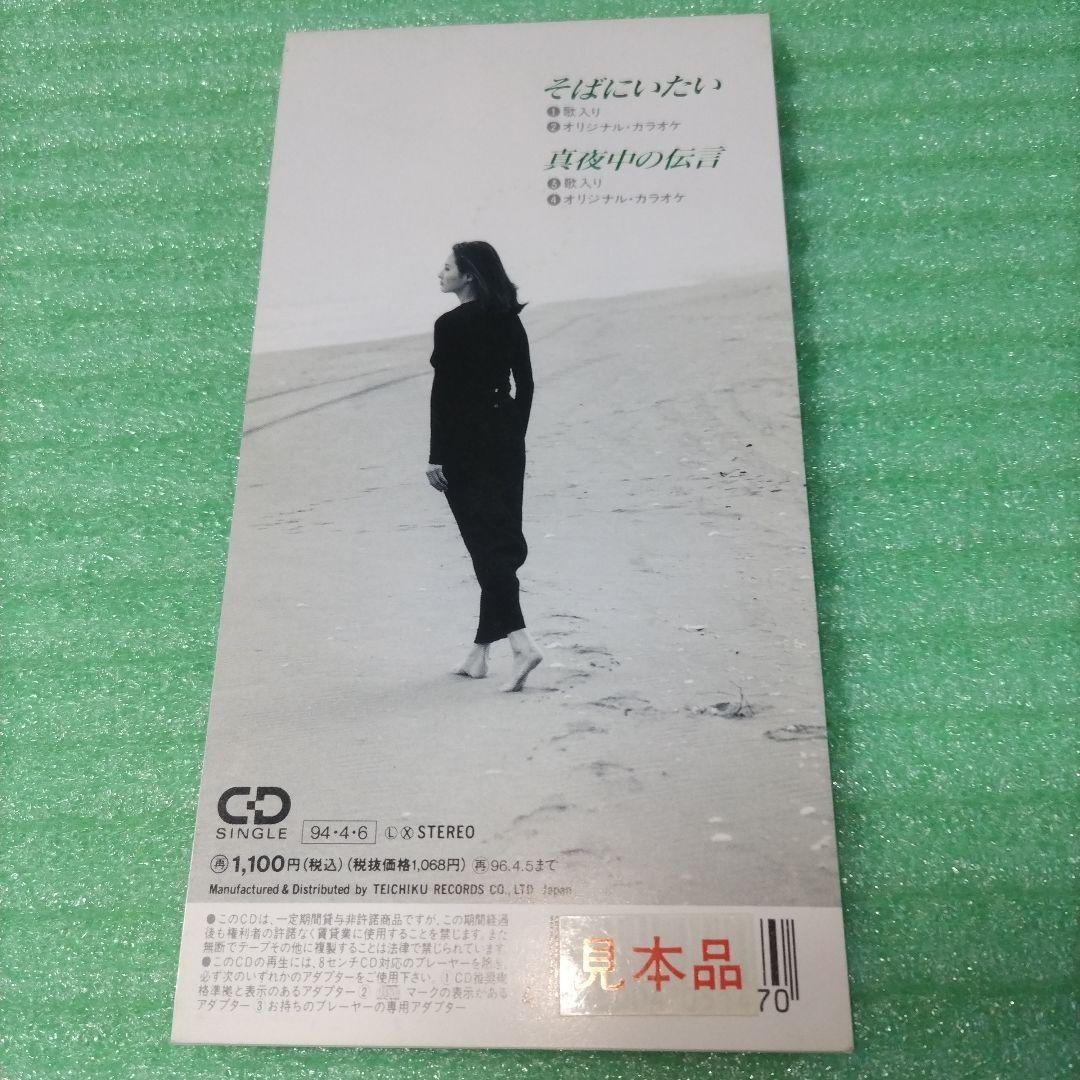 そばにいたい
❶歌入り
❷オリジナル・カラオケ
真夜中の伝言
❸歌入り
❹オリジナル・カラオケ
CD
SINGLE
94・4・6 Ⓛ Ⓧ STEREO
㊢1,100円(税込)(税抜価格1,068円) ㊢96.4.5まで
Manufactured & Distributed by TEICHIKU RECORDS CO., LTD. Japan
●このCDは、一定期間貸与非許諾商品ですが、この期間経過
後も権利者の許諾なく賃貸業に使用することを禁じます。また
無断でテープその他に複製することは法律で禁じられています。
●このCDの再生には、8センチCD対応のプレーヤーを除き、
必ず次のいずれかのアダプターをご使用下さい。① CD推奨規
格準拠と表示のあるアダプター ② マークの表示がある
アダプター ③ お持ちのプレーヤーの専用アダプター
見本品
70